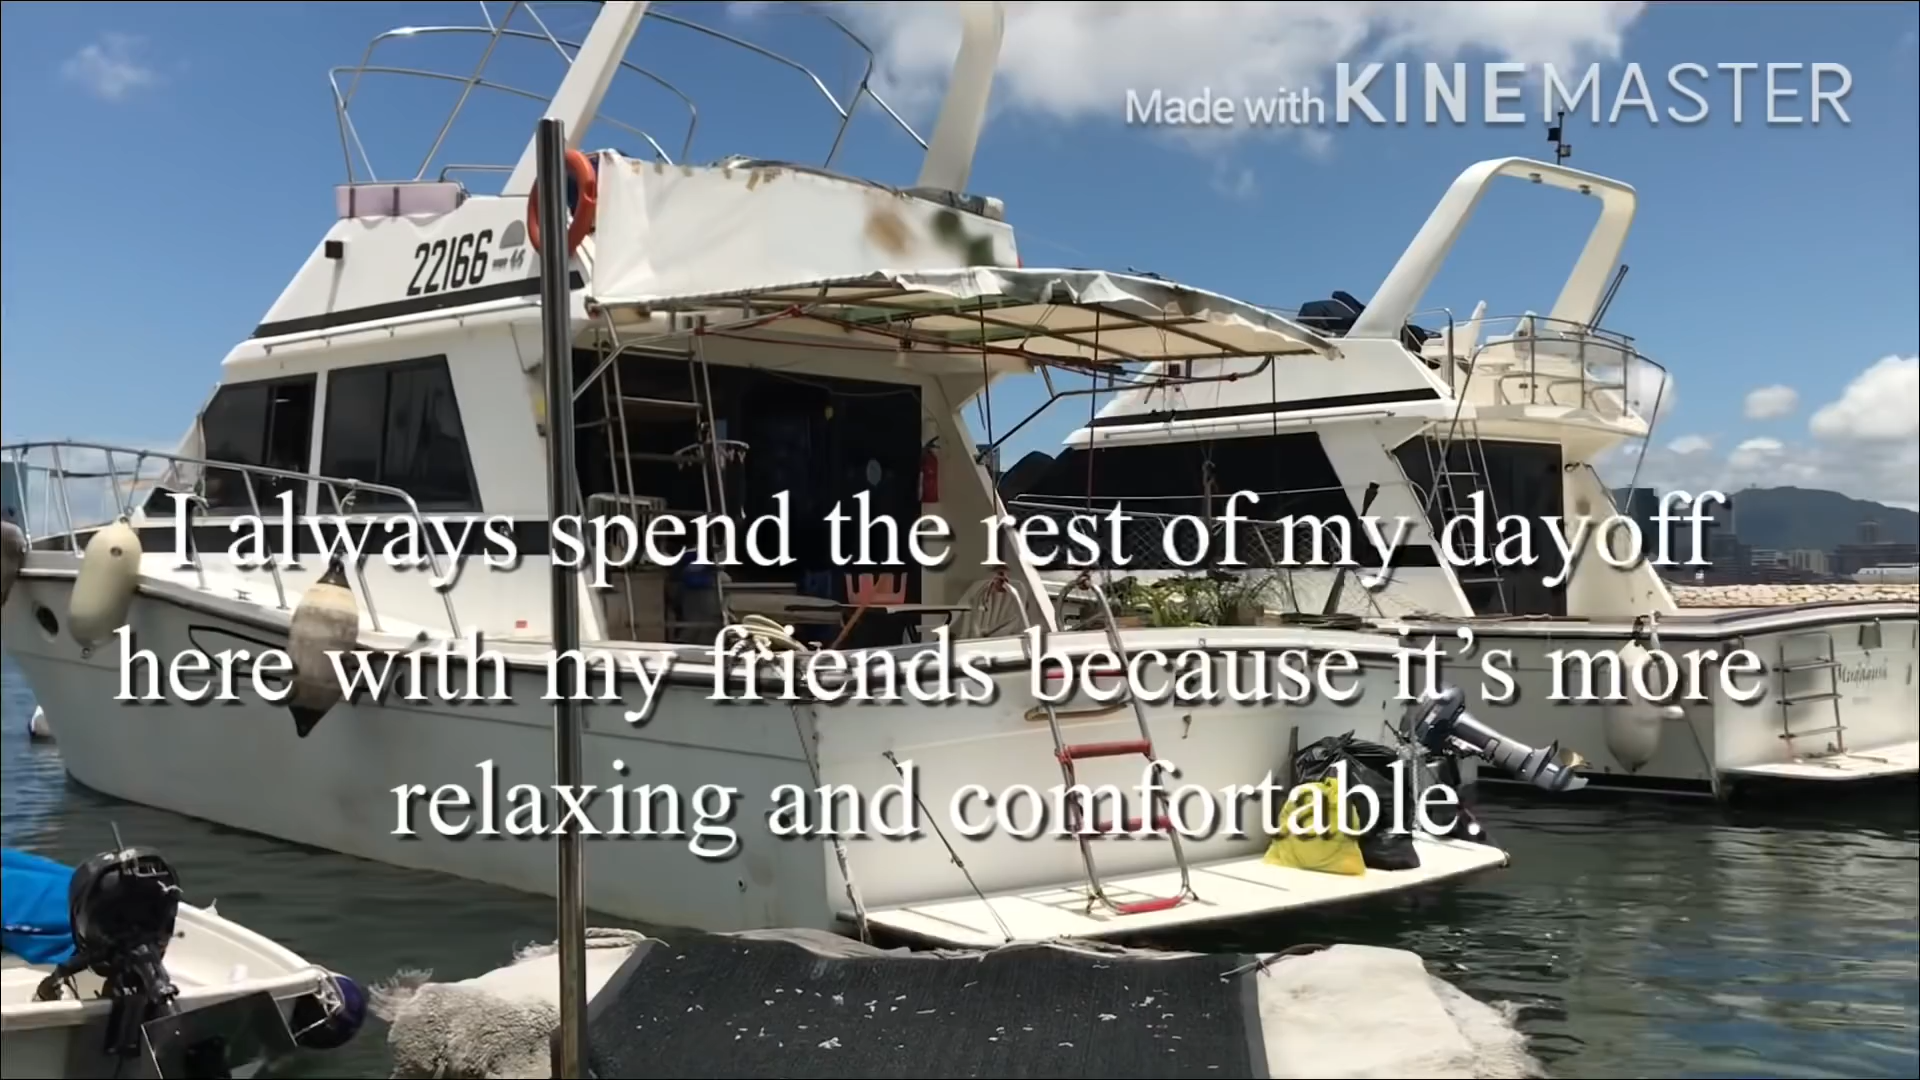 Made with KINEMASTER
22166
I always spend the rest of my dayoff
here with my friends because it’s more
relaxing and comfortable.